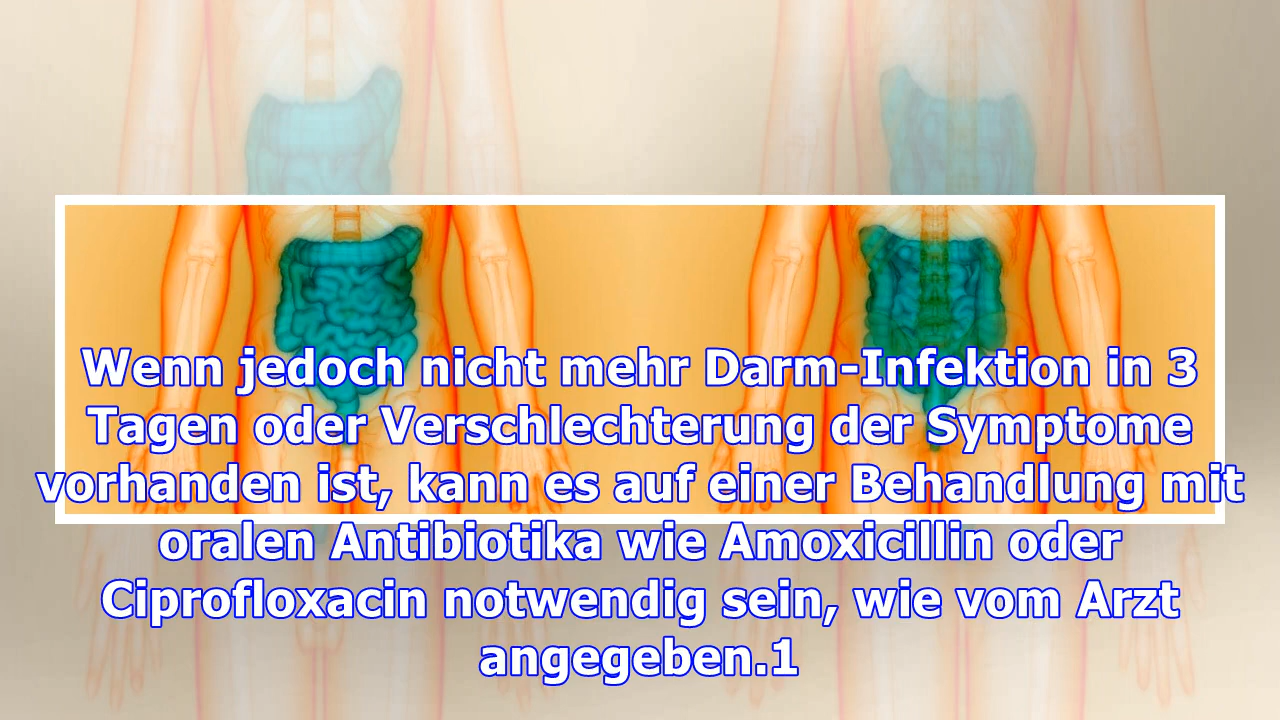 Wenn jedoch nicht mehr Darm-Infektion in 3
Tagen oder Verschlechterung der Symptome
vorhanden ist, kann es auf einer Behandlung mit
oralen Antibiotika wie Amoxicillin oder
Ciprofloxacin notwendig sein, wie vom Arzt
angegeben.1